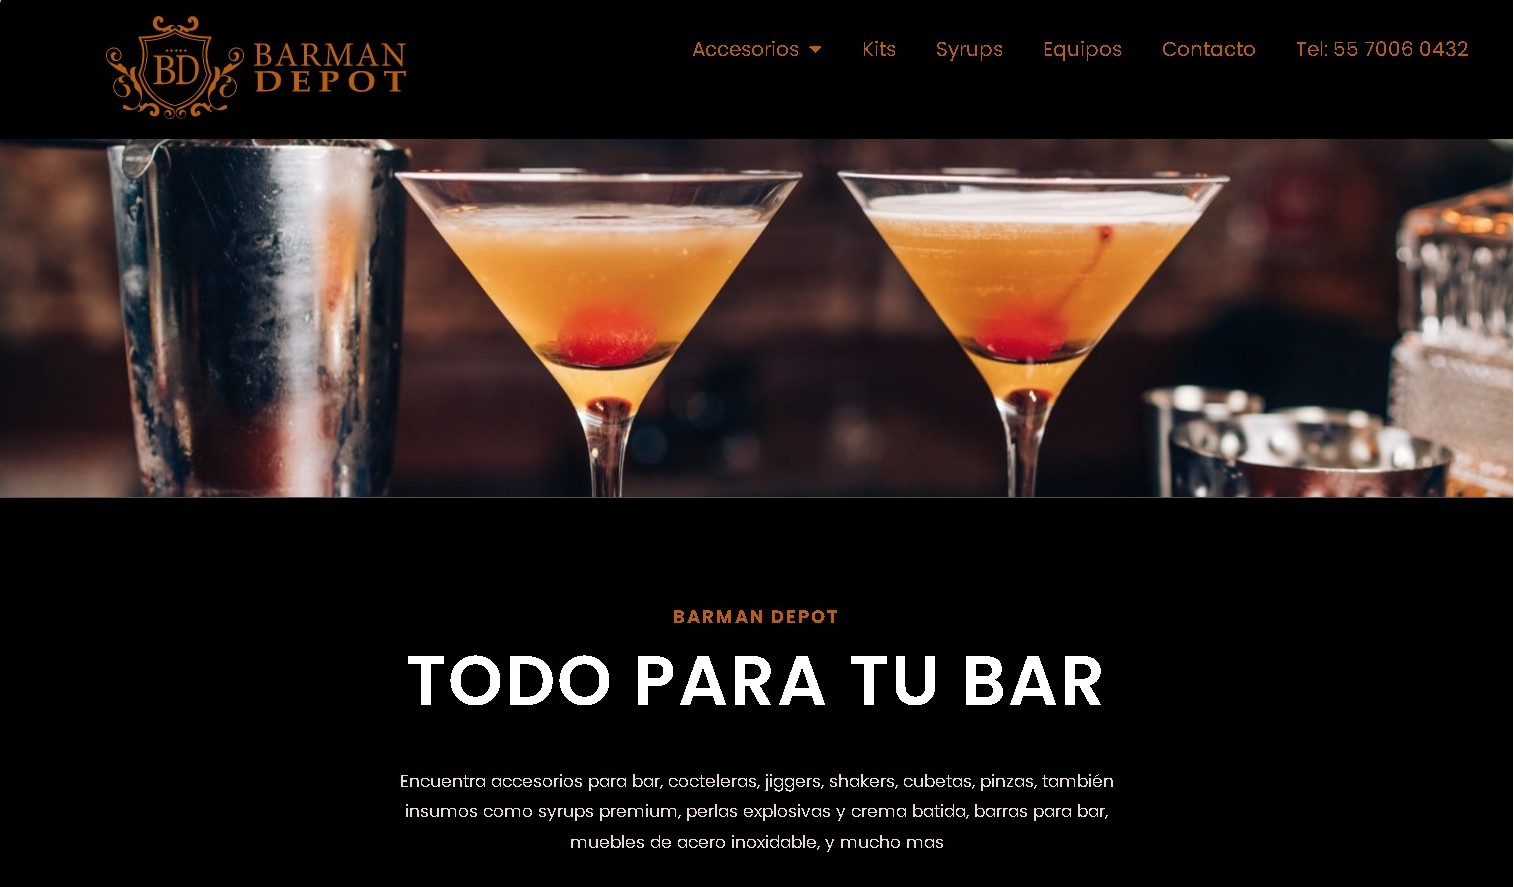 BD
BARMAN
DEPOT
Accesorios
Kits
Syrups
Equipos
Contacto
Tel: 55 7006 0432
BARMAN DEPOT
TODO PARA TU BAR
Encuentra accesorios para bar, cocteleras, jiggers, shakers, cubetas, pinzas, también
insumos como syrups premium, perlas explosivas y crema batida, barras para bar,
muebles de acero inoxidable, y mucho mas